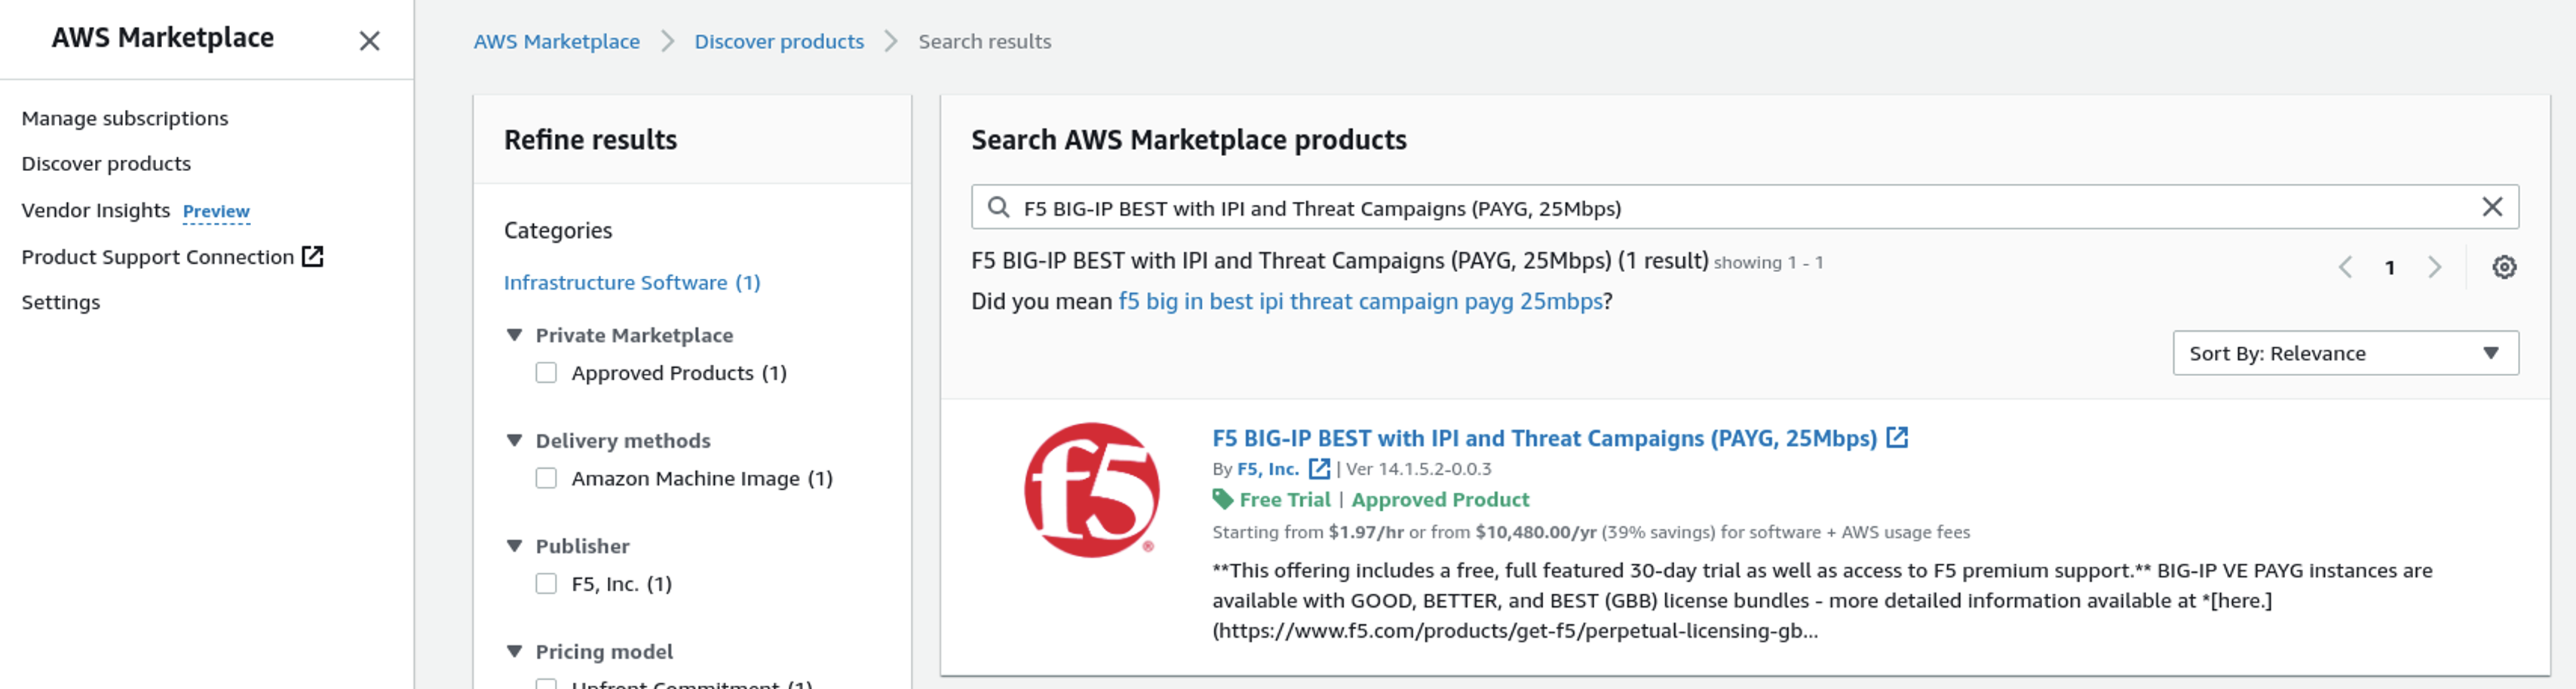 AWS Marketplace
Manage subscriptions
Discover products
Vendor Insights Preview
Product Support Connection
Settings
AWS Marketplace > Discover products > Search results
Refine results
Categories
Infrastructure Software (1)
Private Marketplace
Approved Products (1)
Delivery methods
Amazon Machine Image (1)
Publisher
F5, Inc. (1)
Pricing model
Upfront Commitment (1)
Search AWS Marketplace products
F5 BIG-IP BEST with IPI and Threat Campaigns (PAYG, 25Mbps)
F5 BIG-IP BEST with IPI and Threat Campaigns (PAYG, 25Mbps) (1 result) showing 1 - 1
1
Did you mean f5 big in best ipi threat campaign payg 25mbps?
Sort By: Relevance
f5®
F5 BIG-IP BEST with IPI and Threat Campaigns (PAYG, 25Mbps)
By F5, Inc. | Ver 14.1.5.2-0.0.3
Free Trial | Approved Product
Starting from $1.97/hr or from $10,480.00/yr (39% savings) for software + AWS usage fees
**This offering includes a free, full featured 30-day trial as well as access to F5 premium support.** BIG-IP VE PAYG instances are
available with GOOD, BETTER, and BEST (GBB) license bundles - more detailed information available at *[here.]
(https://www.f5.com/products/get-f5/perpetual-licensing-gb...